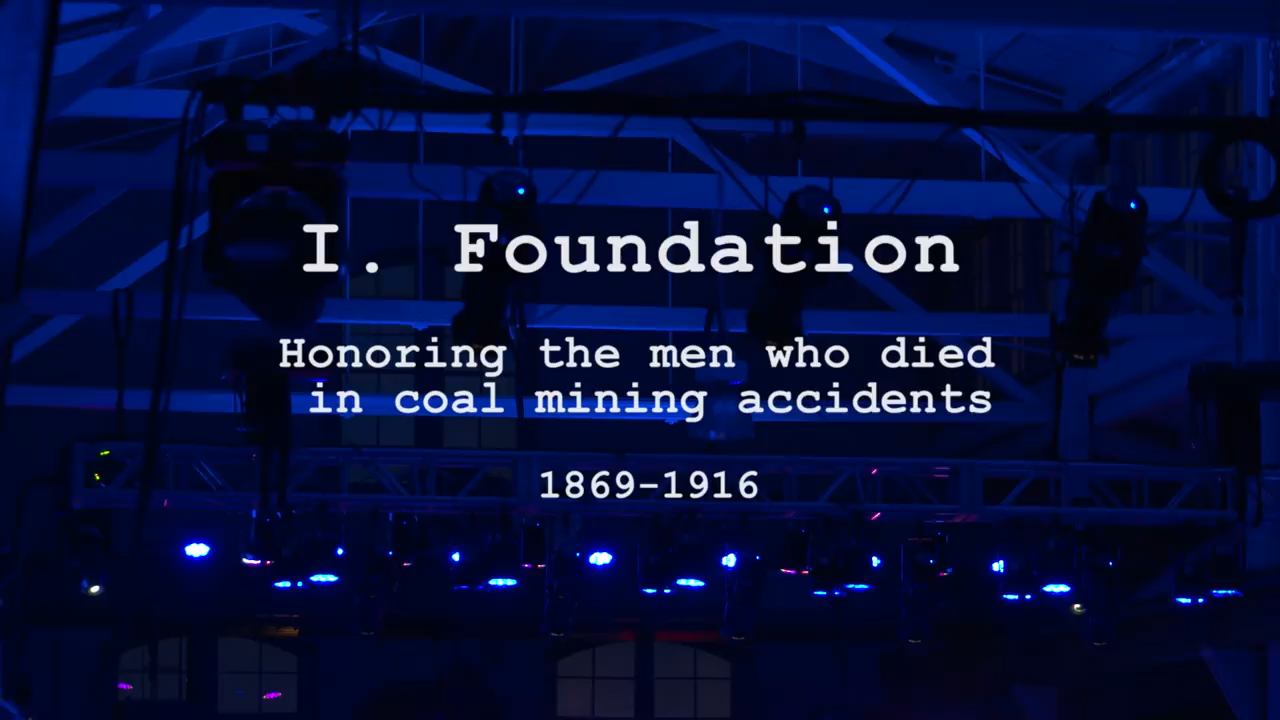 I. Foundation
Honoring the men who died
in coal mining accidents
1869-1916